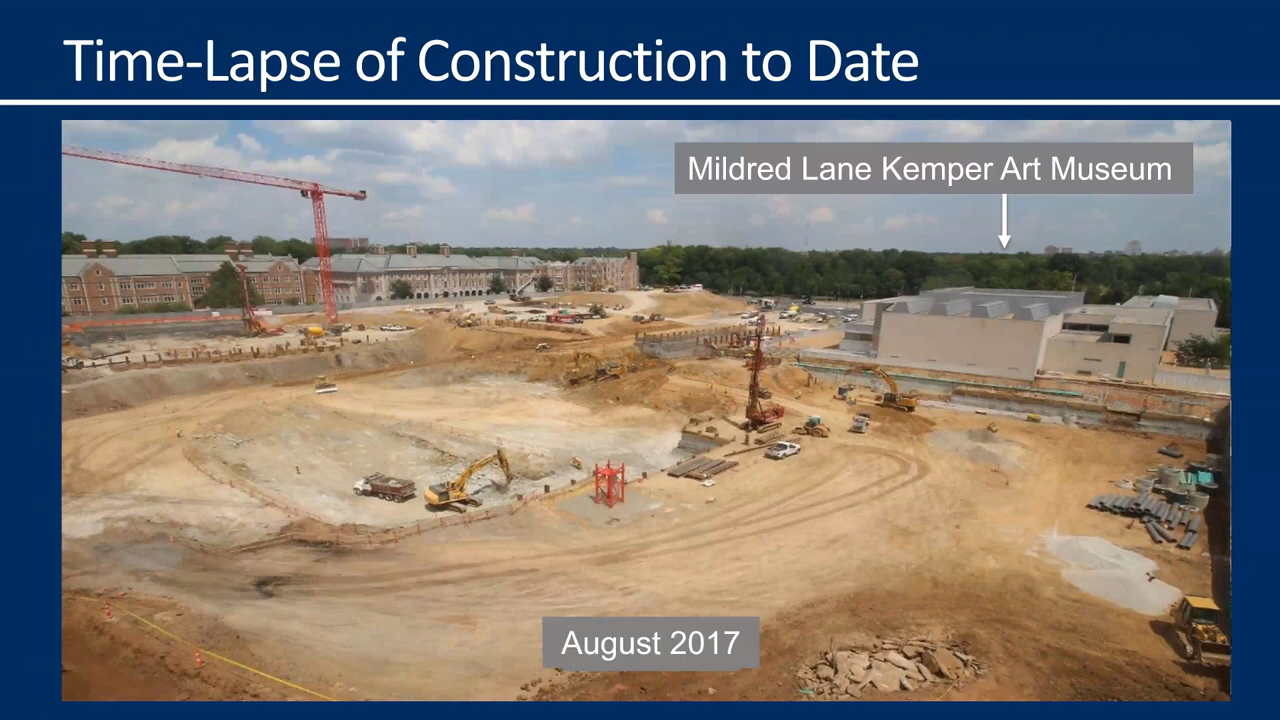 Time-Lapse of Construction to Date
Mildred Lane Kemper Art Museum
August 2017